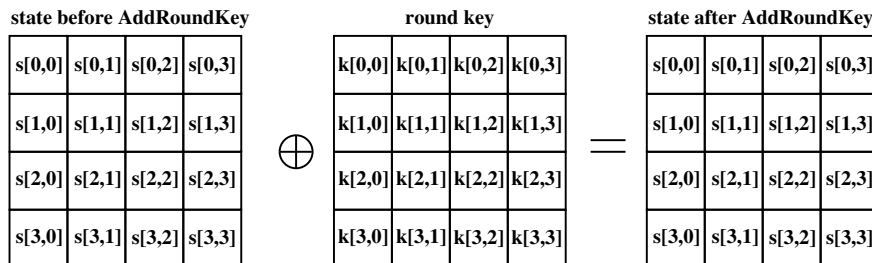 state before AddRoundKey round key state after AddRoundKey
s[0,0] s[0,1] s[0,2] s[0,3] k[0,0] k[0,1] k[0,2] k[0,3] s[0,0] s[0,1] s[0,2] s[0,3]
s[1,0] s[1,1] s[1,2] s[1,3] k[1,0] k[1,1] k[1,2] k[1,3] s[1,0] s[1,1] s[1,2] s[1,3]
⊕ =
s[2,0] s[2,1] s[2,2] s[2,3] k[2,0] k[2,1] k[2,2] k[2,3] s[2,0] s[2,1] s[2,2] s[2,3]
s[3,0] s[3,1] s[3,2] s[3,3] k[3,0] k[3,1] k[3,2] k[3,3] s[3,0] s[3,1] s[3,2] s[3,3]